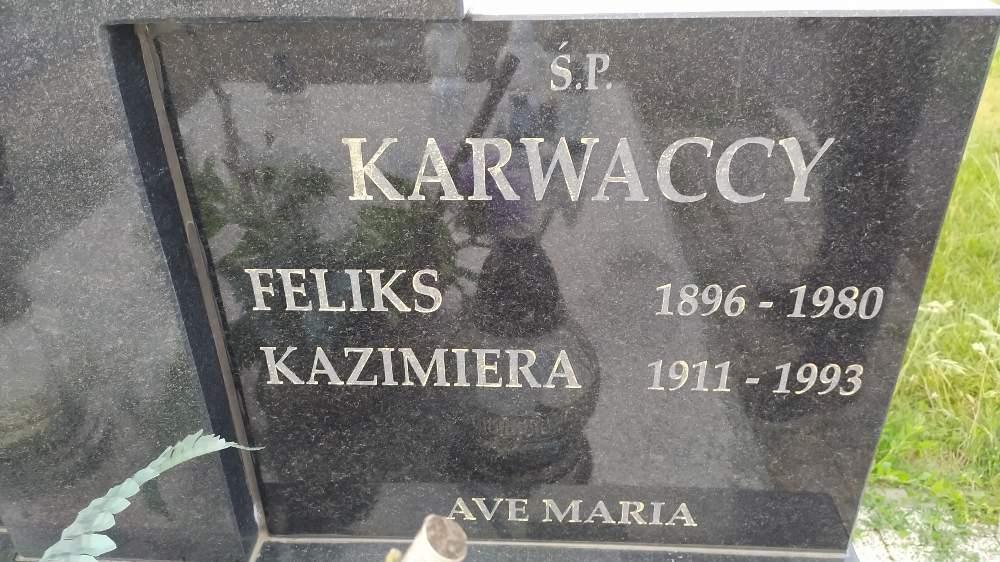 Ś.P.
KARWACCY
FELIKS 1896 - 1980
KAZIMIERA 1911 - 1993
AVE MARIA